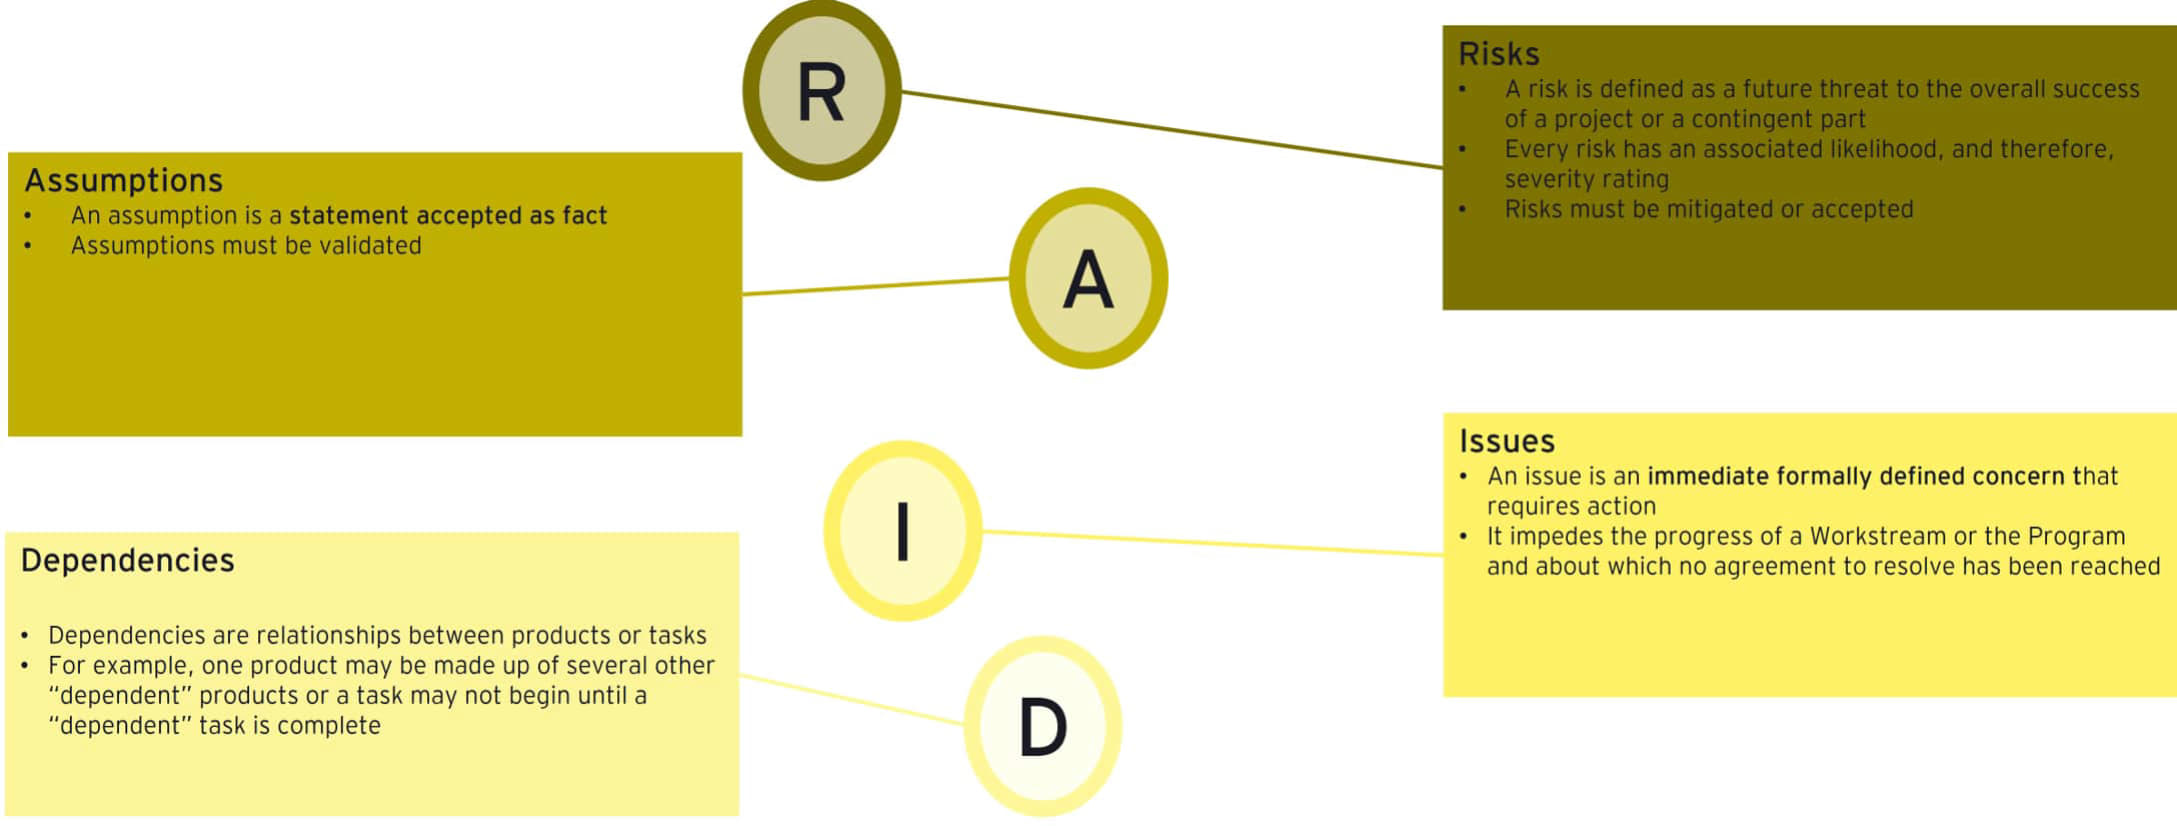 R
Risks
• A risk is defined as a future threat to the overall success
of a project or a contingent part
• Every risk has an associated likelihood, and therefore,
severity rating
• Risks must be mitigated or accepted
Assumptions
• An assumption is a statement accepted as fact
• Assumptions must be validated
A
I
Issues
• An issue is an immediate formally defined concern that
requires action
• It impedes the progress of a Workstream or the Program
and about which no agreement to resolve has been reached
Dependencies
• Dependencies are relationships between products or tasks
• For example, one product may be made up of several other
“dependent” products or a task may not begin until a
“dependent” task is complete
D